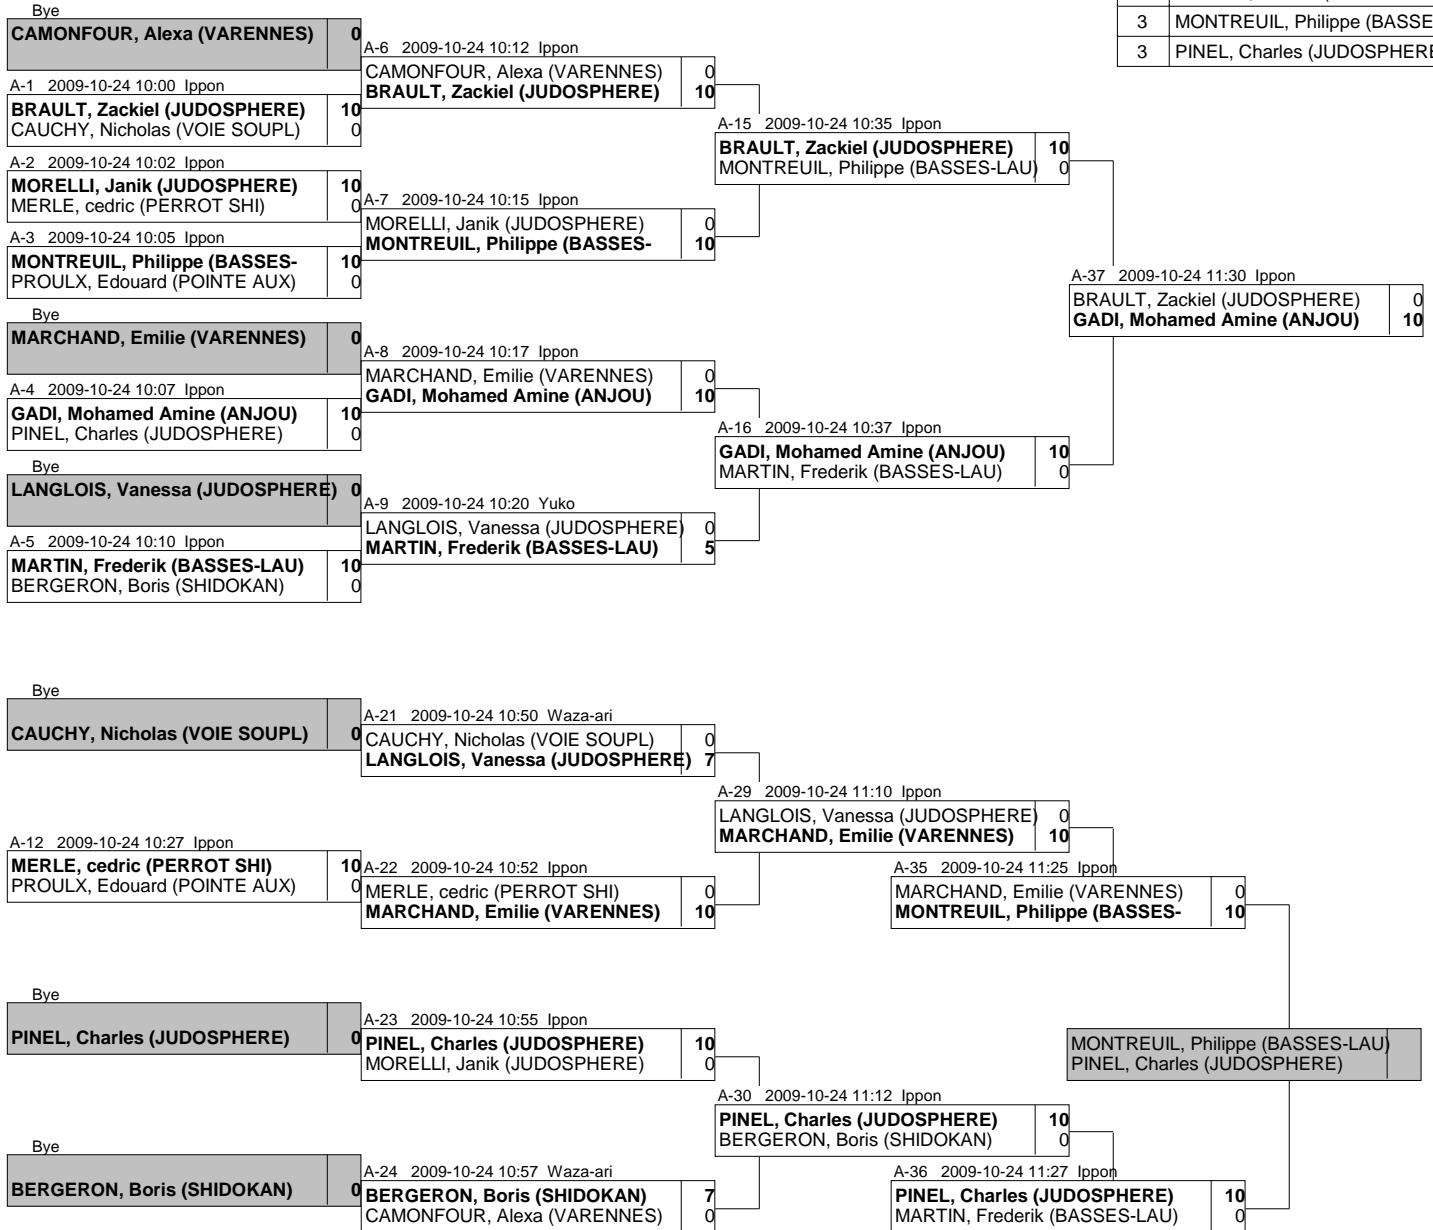 Bye
CAMONFOUR, Alexa (VARENNES) 0
A-1 2009-10-24 10:00 Ippon
BRAULT, Zackiel (JUDOSPHERE) 10
CAUCHY, Nicholas (VOIE SOUPL) 0
A-2 2009-10-24 10:02 Ippon
MORELLI, Janik (JUDOSPHERE) 10
MERLE, cedric (PERROT SHI) 0
A-3 2009-10-24 10:05 Ippon
MONTREUIL, Philippe (BASSES- 10
PROULX, Edouard (POINTE AUX) 0
Bye
MARCHAND, Emilie (VARENNES) 0
A-4 2009-10-24 10:07 Ippon
GADI, Mohamed Amine (ANJOU) 10
PINEL, Charles (JUDOSPHERE) 0
Bye
LANGLOIS, Vanessa (JUDOSPHERE) 0
A-5 2009-10-24 10:10 Ippon
MARTIN, Frederik (BASSES-LAU) 10
BERGERON, Boris (SHIDOKAN) 0
A-6 2009-10-24 10:12 Ippon
CAMONFOUR, Alexa (VARENNES) 0
BRAULT, Zackiel (JUDOSPHERE) 10
A-7 2009-10-24 10:15 Ippon
MORELLI, Janik (JUDOSPHERE) 0
MONTREUIL, Philippe (BASSES- 10
A-8 2009-10-24 10:17 Ippon
MARCHAND, Emilie (VARENNES) 0
GADI, Mohamed Amine (ANJOU) 10
A-9 2009-10-24 10:20 Yuko
LANGLOIS, Vanessa (JUDOSPHERE) 0
MARTIN, Frederik (BASSES-LAU) 5
A-15 2009-10-24 10:35 Ippon
BRAULT, Zackiel (JUDOSPHERE) 10
MONTREUIL, Philippe (BASSES-LAU) 0
A-16 2009-10-24 10:37 Ippon
GADI, Mohamed Amine (ANJOU) 10
MARTIN, Frederik (BASSES-LAU) 0
3 MONTREUIL, Philippe (BASSE
3 PINEL, Charles (JUDOSPHERE
A-37 2009-10-24 11:30 Ippon
BRAULT, Zackiel (JUDOSPHERE) 0
GADI, Mohamed Amine (ANJOU) 10
Bye
CAUCHY, Nicholas (VOIE SOUPL) 0
A-12 2009-10-24 10:27 Ippon
MERLE, cedric (PERROT SHI) 10
PROULX, Edouard (POINTE AUX) 0
Bye
PINEL, Charles (JUDOSPHERE) 0
Bye
BERGERON, Boris (SHIDOKAN) 0
A-21 2009-10-24 10:50 Waza-ari
CAUCHY, Nicholas (VOIE SOUPL) 0
LANGLOIS, Vanessa (JUDOSPHERE) 7
A-22 2009-10-24 10:52 Ippon
MERLE, cedric (PERROT SHI) 0
MARCHAND, Emilie (VARENNES) 10
A-23 2009-10-24 10:55 Ippon
PINEL, Charles (JUDOSPHERE) 10
MORELLI, Janik (JUDOSPHERE) 0
A-24 2009-10-24 10:57 Waza-ari
BERGERON, Boris (SHIDOKAN) 7
CAMONFOUR, Alexa (VARENNES) 0
A-29 2009-10-24 11:10 Ippon
LANGLOIS, Vanessa (JUDOSPHERE) 0
MARCHAND, Emilie (VARENNES) 10
A-30 2009-10-24 11:12 Ippon
PINEL, Charles (JUDOSPHERE) 10
BERGERON, Boris (SHIDOKAN) 0
A-35 2009-10-24 11:25 Ippon
MARCHAND, Emilie (VARENNES) 0
MONTREUIL, Philippe (BASSES- 10
A-36 2009-10-24 11:27 Ippon
PINEL, Charles (JUDOSPHERE) 10
MARTIN, Frederik (BASSES-LAU) 0
MONTREUIL, Philippe (BASSES-LAU)
PINEL, Charles (JUDOSPHERE)